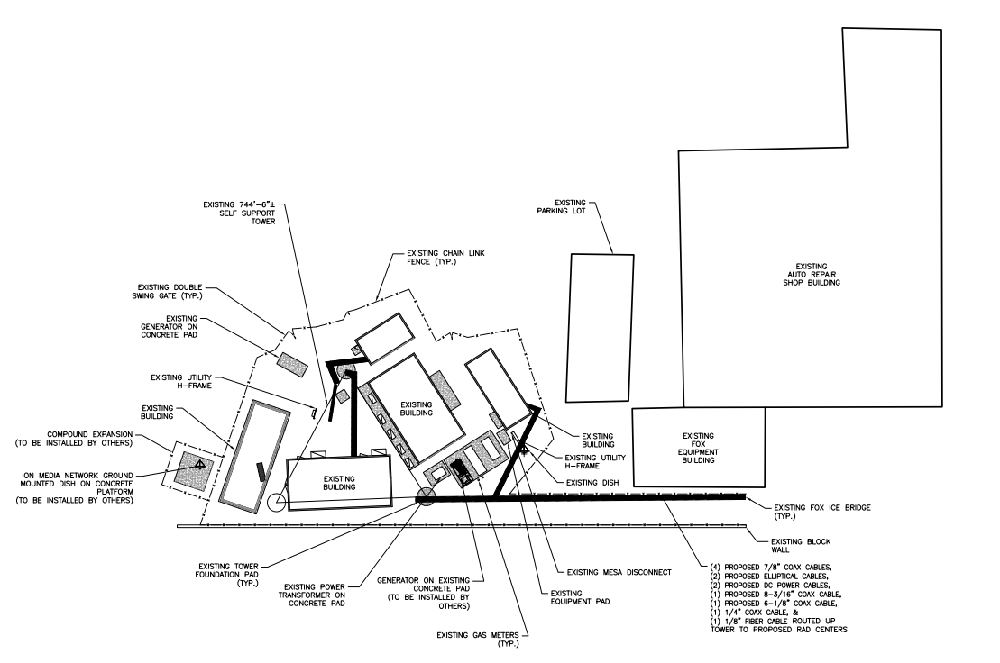 EXISTING 744'-6"±
SELF SUPPORT
TOWER
EXISTING
PARKING LOT
EXISTING CHAIN LINK
FENCE (TYP.)
EXISTING
AUTO REPAIR
SHOP BUILDING
EXISTING DOUBLE
SWING GATE (TYP.)
EXISTING
GENERATOR ON
CONCRETE PAD
EXISTING UTILITY
H-FRAME
EXISTING
BUILDING
EXISTING
BUILDING
COMPOUND EXPANSION
(TO BE INSTALLED BY OTHERS)
EXISTING
BUILDING
EXISTING
FOX
EQUIPMENT
BUILDING
EXISTING UTILITY
H-FRAME
ION MEDIA NETWORK GROUND
MOUNTED DISH ON CONCRETE
PLATFORM
(TO BE INSTALLED BY OTHERS)
EXISTING
BUILDING
EXISTING DISH
EXISTING FOX ICE BRIDGE
(TYP.)
EXISTING BLOCK
WALL
EXISTING TOWER
FOUNDATION PAD
(TYP.)
EXISTING POWER
TRANSFORMER ON
CONCRETE PAD
GENERATOR ON EXISTING
CONCRETE PAD
(TO BE INSTALLED BY
OTHERS)
EXISTING MESA DISCONNECT
EXISTING
EQUIPMENT PAD
EXISTING GAS METERS
(TYP.)
(4) PROPOSED 7/8" COAX CABLES,
(2) PROPOSED ELLIPTICAL CABLES,
(2) PROPOSED DC POWER CABLES,
(1) PROPOSED 8-3/16" COAX CABLE,
(1) PROPOSED 6-1/8" COAX CABLE,
(1) 1/4" COAX CABLE, &
(1) 1/8" FIBER CABLE ROUTED UP
TOWER TO PROPOSED RAD CENTERS